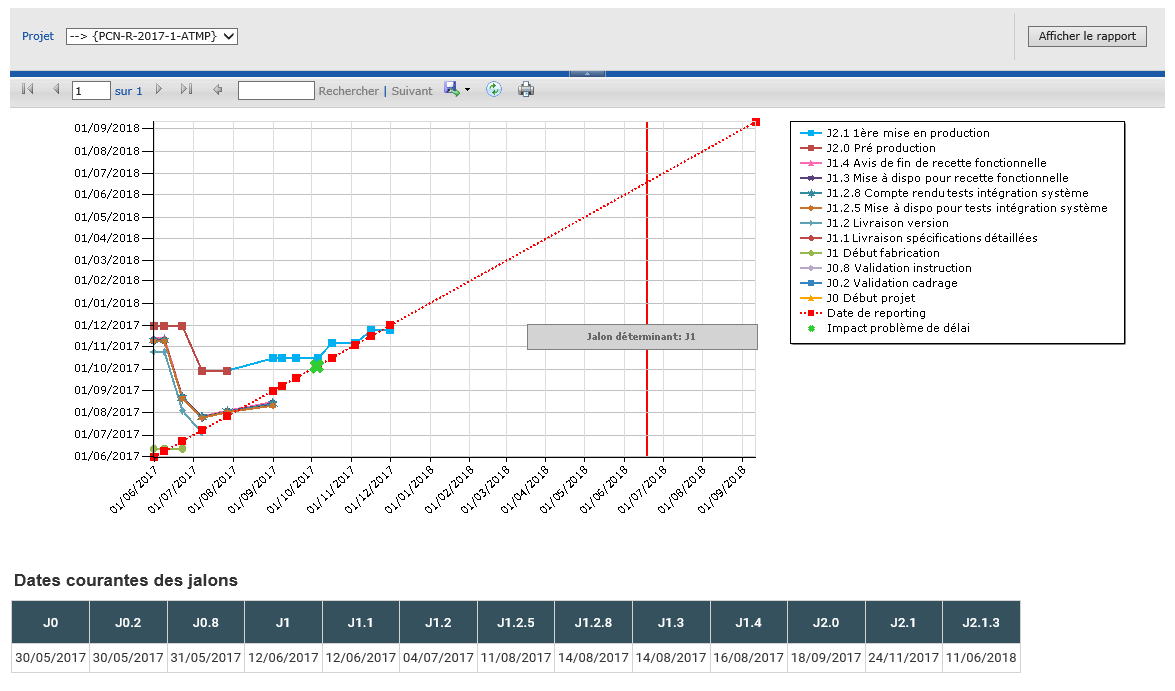 Projet --> {PCN-R-2017-1-ATMP} Afficher le rapport
1 sur 1 Rechercher | Suivant
01/09/2018
01/08/2018
01/07/2018
01/06/2018
01/05/2018
01/04/2018
01/03/2018
01/02/2018
01/01/2018
01/12/2017
01/11/2017
01/10/2017
01/09/2017
01/08/2017
01/07/2017
01/06/2017
Jalon déterminant: J1
01/06/2017 01/07/2017 01/08/2017 01/09/2017 01/10/2017 01/11/2017 01/12/2017 01/01/2018 01/02/2018 01/03/2018 01/04/2018 01/05/2018 01/06/2018 01/07/2018 01/08/2018 01/09/2018
J2.1 1ère mise en production
J2.0 Pré production
J1.4 Avis de fin de recette fonctionnelle
J1.3 Mise à dispo pour recette fonctionnelle
J1.2.8 Compte rendu tests intégration système
J1.2.5 Mise à dispo pour tests intégration système
J1.2 Livraison version
J1.1 Livraison spécifications détaillées
J1 Début fabrication
J0.8 Validation instruction
J0.2 Validation cadrage
J0 Début projet
Date de reporting
Impact problème de délai
Dates courantes des jalons
J0 J0.2 J0.8 J1 J1.1 J1.2 J1.2.5 J1.2.8 J1.3 J1.4 J2.0 J2.1 J2.1.3
30/05/2017 30/05/2017 31/05/2017 12/06/2017 12/06/2017 04/07/2017 11/08/2017 14/08/2017 14/08/2017 16/08/2017 18/09/2017 24/11/2017 11/06/2018